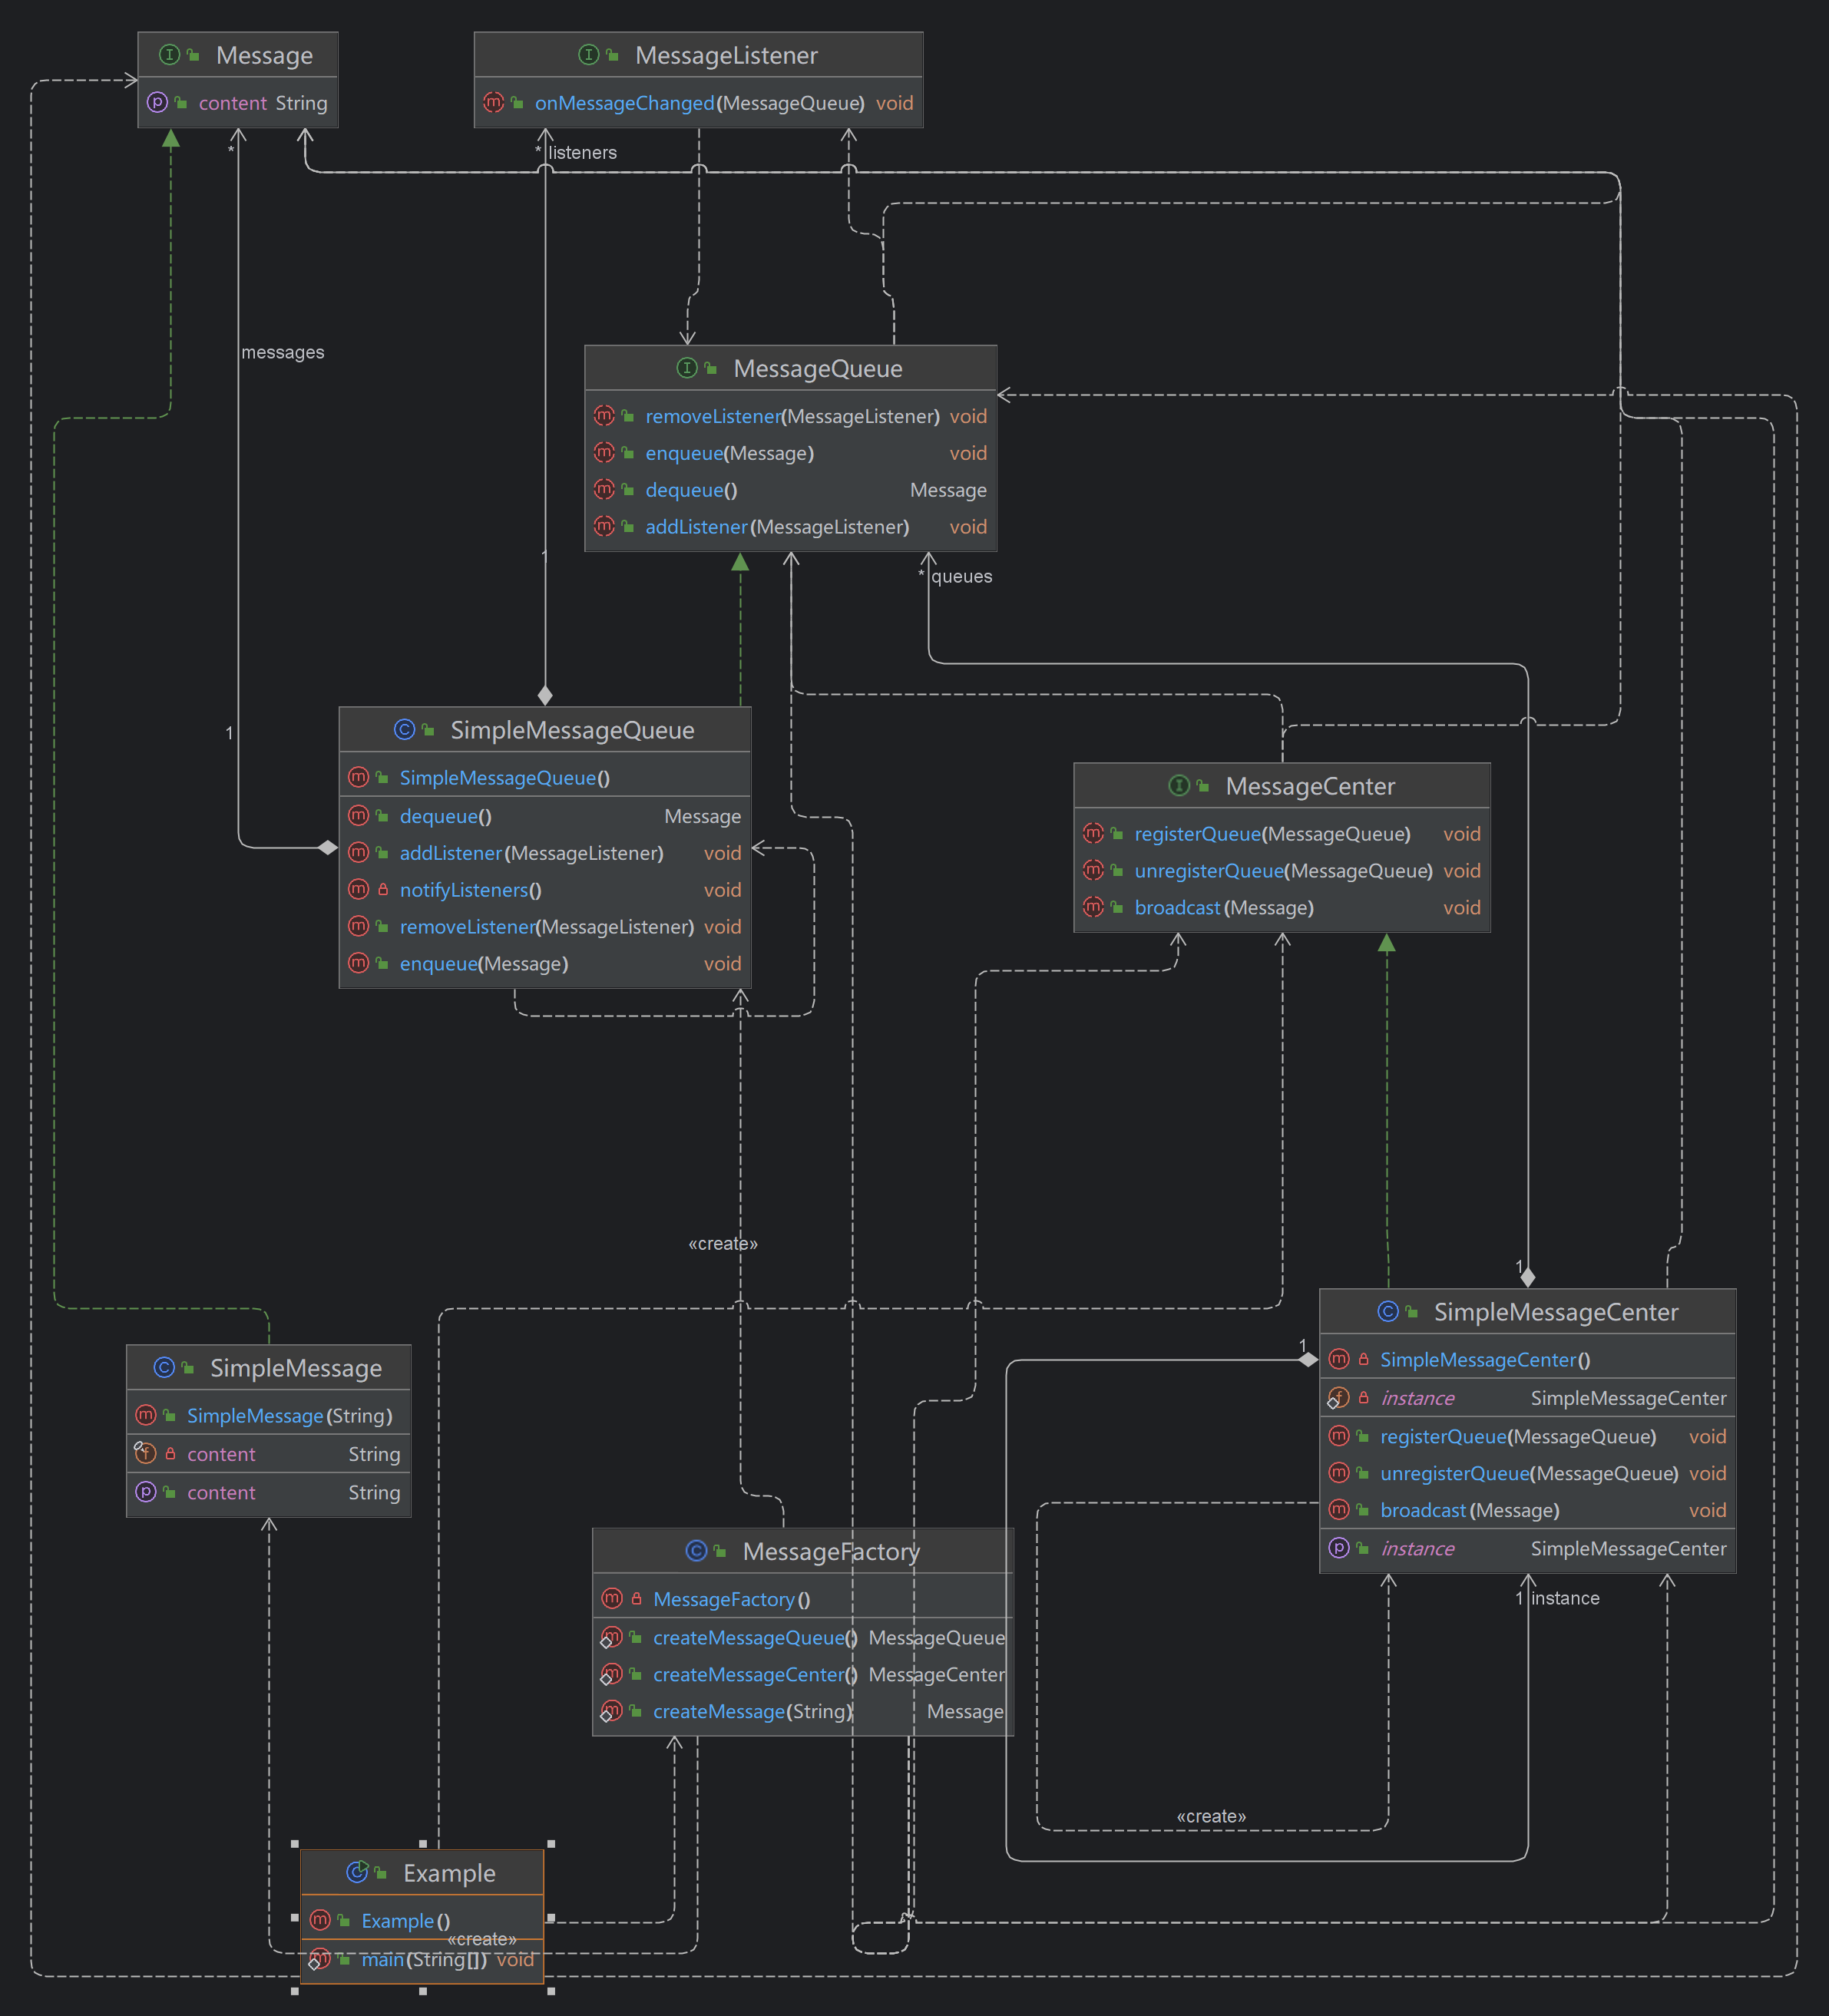 Message
content String
MessageListener
onMessageChanged(MessageQueue) void
*
* listeners
messages
MessageQueue
removeListener(MessageListener) void
enqueue(Message) void
dequeue() Message
addListener(MessageListener) void
1
* queues
1
SimpleMessageQueue
SimpleMessageQueue()
dequeue() Message
addListener(MessageListener) void
notifyListeners() void
removeListener(MessageListener) void
enqueue(Message) void
MessageCenter
registerQueue(MessageQueue) void
unregisterQueue(MessageQueue) void
broadcast(Message) void
«create»
1
SimpleMessageCenter
1
SimpleMessageCenter()
instance SimpleMessageCenter
registerQueue(MessageQueue) void
unregisterQueue(MessageQueue) void
broadcast(Message) void
instance SimpleMessageCenter
1 instance
SimpleMessage
SimpleMessage(String)
content String
content String
MessageFactory
MessageFactory()
createMessageQueue() MessageQueue
createMessageCenter() MessageCenter
createMessage(String) Message
«create»
Example
Example()
«create»
main(String[]) void